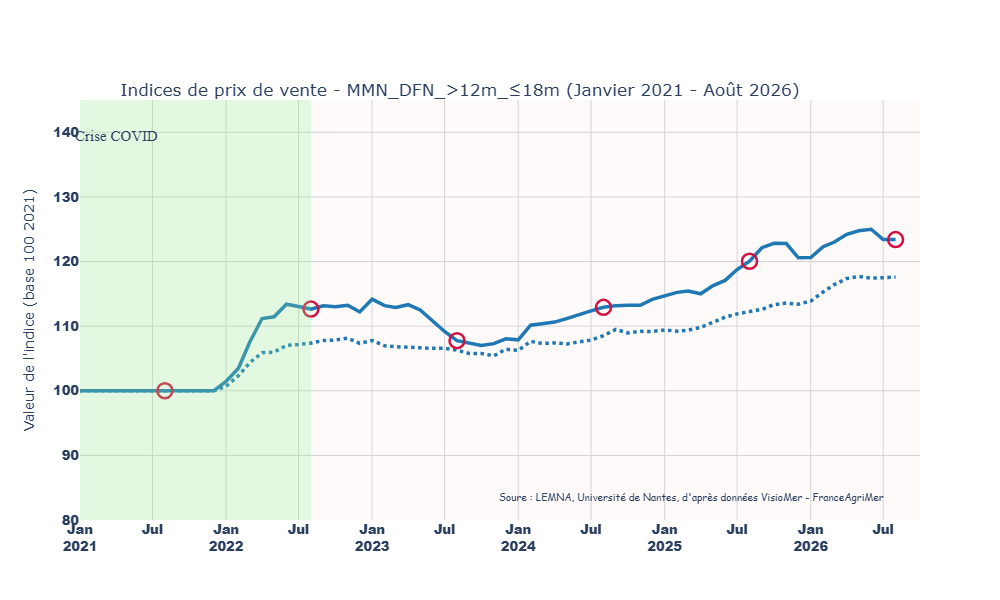 Indices de prix de vente - MMN_DFN_>12m_≤18m (Janvier 2021 - Août 2026)
Valeur de l'indice (base 100 2021)
140
Crise COVID
130
120
110
100
90
80
Soure : LEMNA, Université de Nantes, d'après données VisioMer - FranceAgriMer
Jan Jul Jan Jul Jan Jul Jan Jul Jan Jul Jan Jul
2021 2022 2023 2024 2025 2026